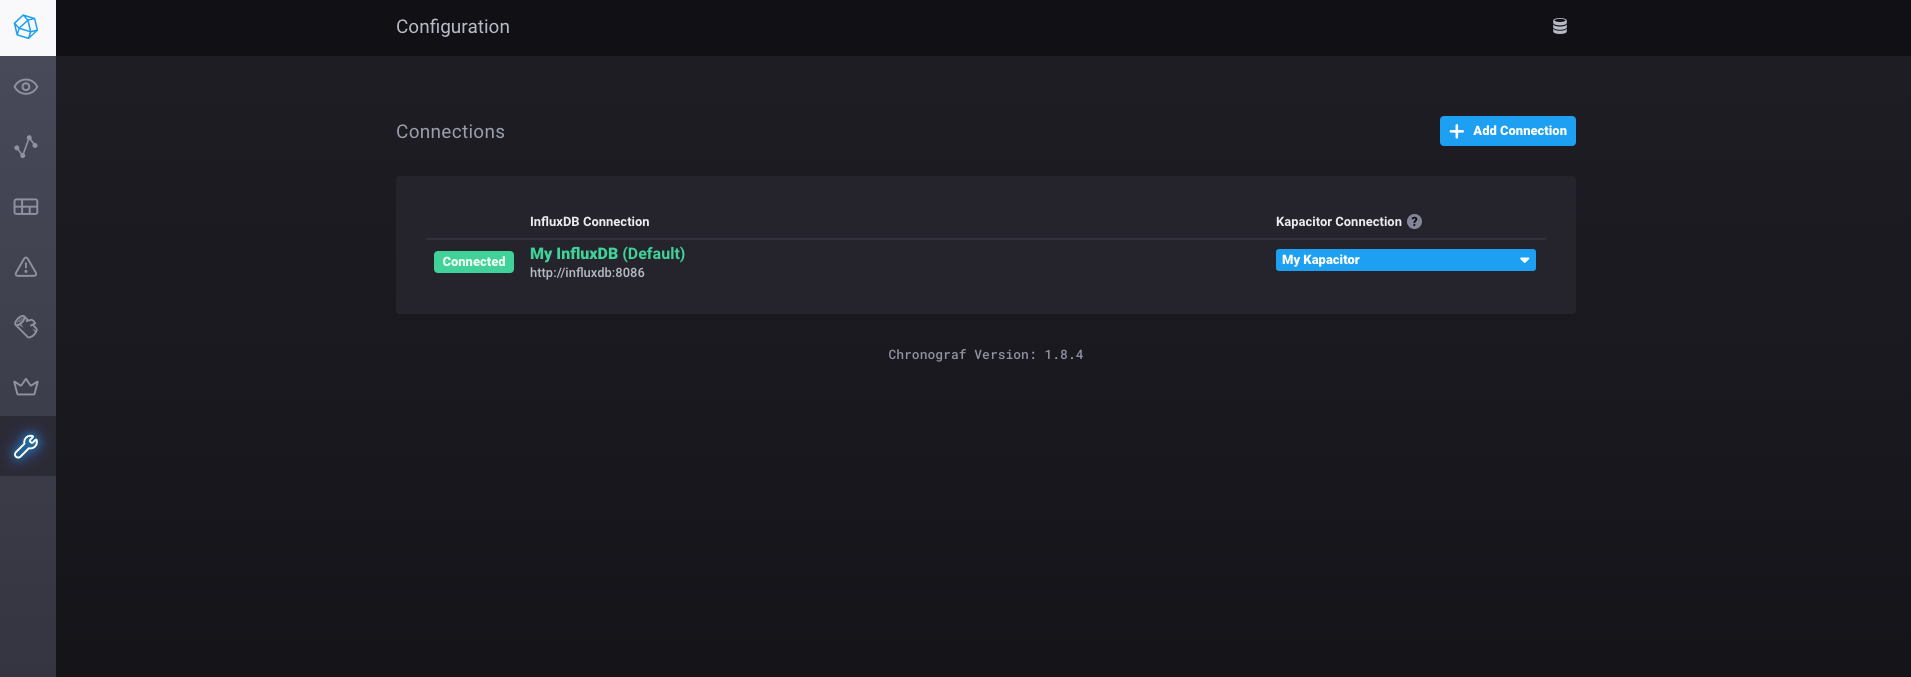 Configuration
Connections
Add Connection
InfluxDB Connection
Kapacitor Connection ?
Connected
My InfluxDB (Default)
http://influxdb:8086
My Kapacitor
Chronograf Version: 1.8.4